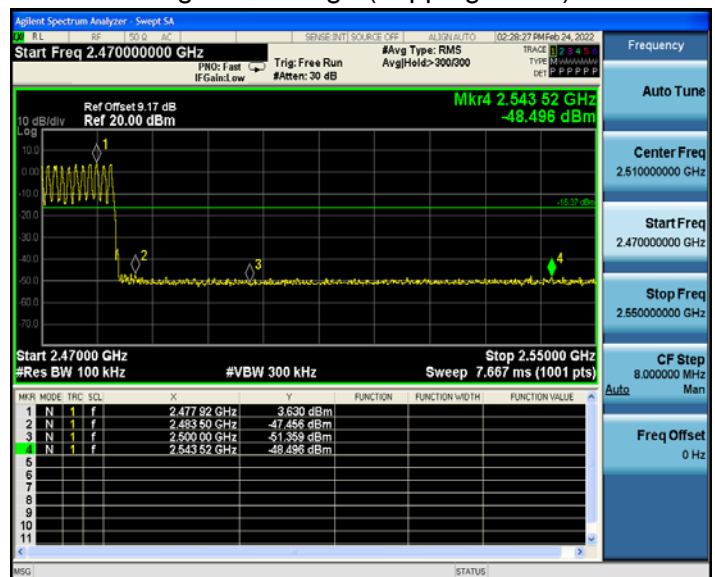 Agilent Spectrum Analyzer - Swept SA
RL RF 50 Ω AC SENSE:INT SOURCE OFF ALIGN AUTO 02:28:27 PM Feb 24, 2022
Start Freq 2.470000000 GHz
PNO: Fast
IFGain:Low
Trig: Free Run
#Atten: 30 dB
#Avg Type: RMS
Avg|Hold:>300/300
TRACE 1 2 3 4 5 6
TYPE M
DET P P P P P P
Ref Offset 9.17 dB
Ref 20.00 dBm
10 dB/div
Log
Mkr4 2.543 52 GHz
-48.496 dBm
10.0
0.00
-10.0
-20.0
-30.0
-40.0
-50.0
-60.0
-70.0
1
2
3
4
-16.37 dBm
Start 2.47000 GHz
#Res BW 100 kHz
#VBW 300 kHz
Stop 2.55000 GHz
Sweep 7.667 ms (1001 pts)
MKR MODE TRC SCL X Y FUNCTION FUNCTION WIDTH FUNCTION VALUE
1 N 1 f 2.477 92 GHz 3.630 dBm
2 N 1 f 2.483 50 GHz -47.456 dBm
3 N 1 f 2.500 00 GHz -51.359 dBm
4 N 1 f 2.543 52 GHz -48.496 dBm
5
6
7
8
9
10
11
MSG STATUS
Frequency
Auto Tune
Center Freq
2.510000000 GHz
Start Freq
2.470000000 GHz
Stop Freq
2.550000000 GHz
CF Step
8.000000 MHz
Auto Man
Freq Offset
0 Hz